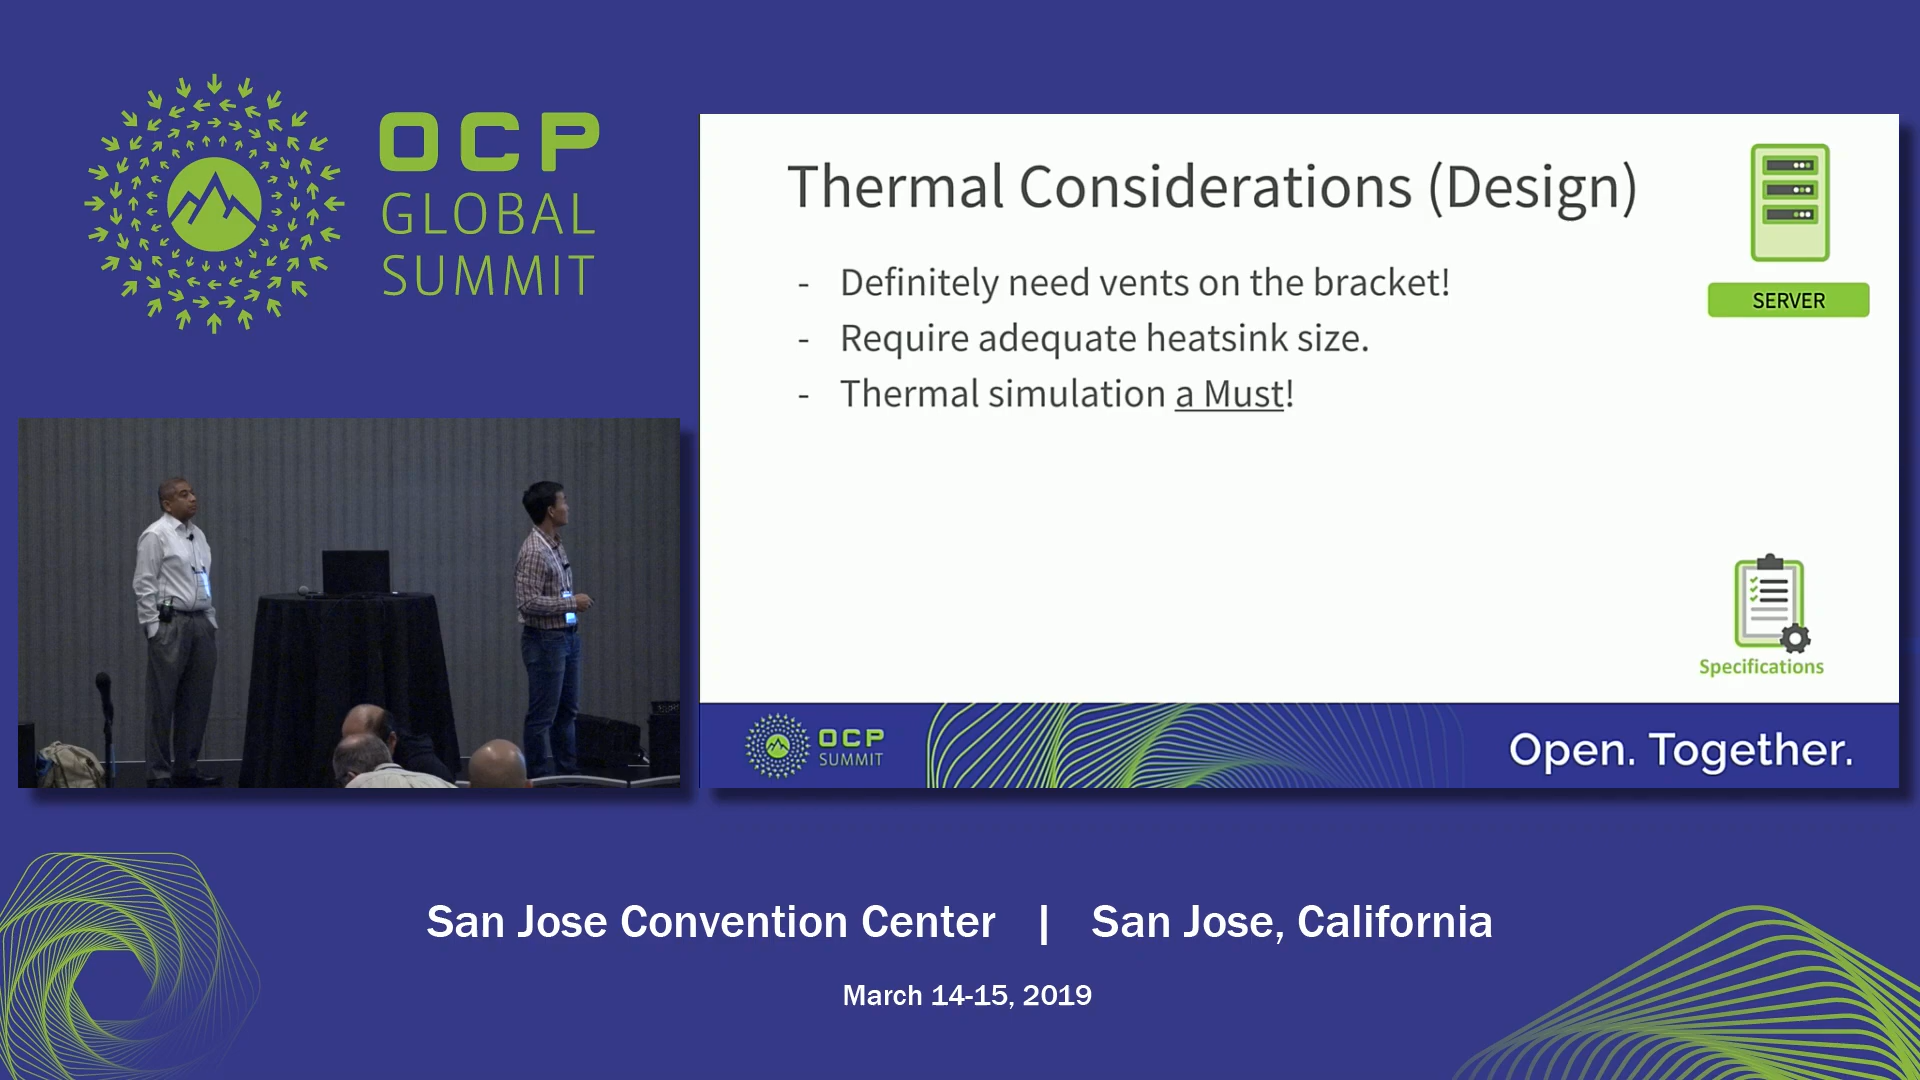 OCP
GLOBAL
SUMMIT
Thermal Considerations (Design)
- Definitely need vents on the bracket!
- Require adequate heatsink size.
- Thermal simulation a Must!
SERVER
Specifications
OCP
SUMMIT
Open. Together.
San Jose Convention Center | San Jose, California
March 14-15, 2019